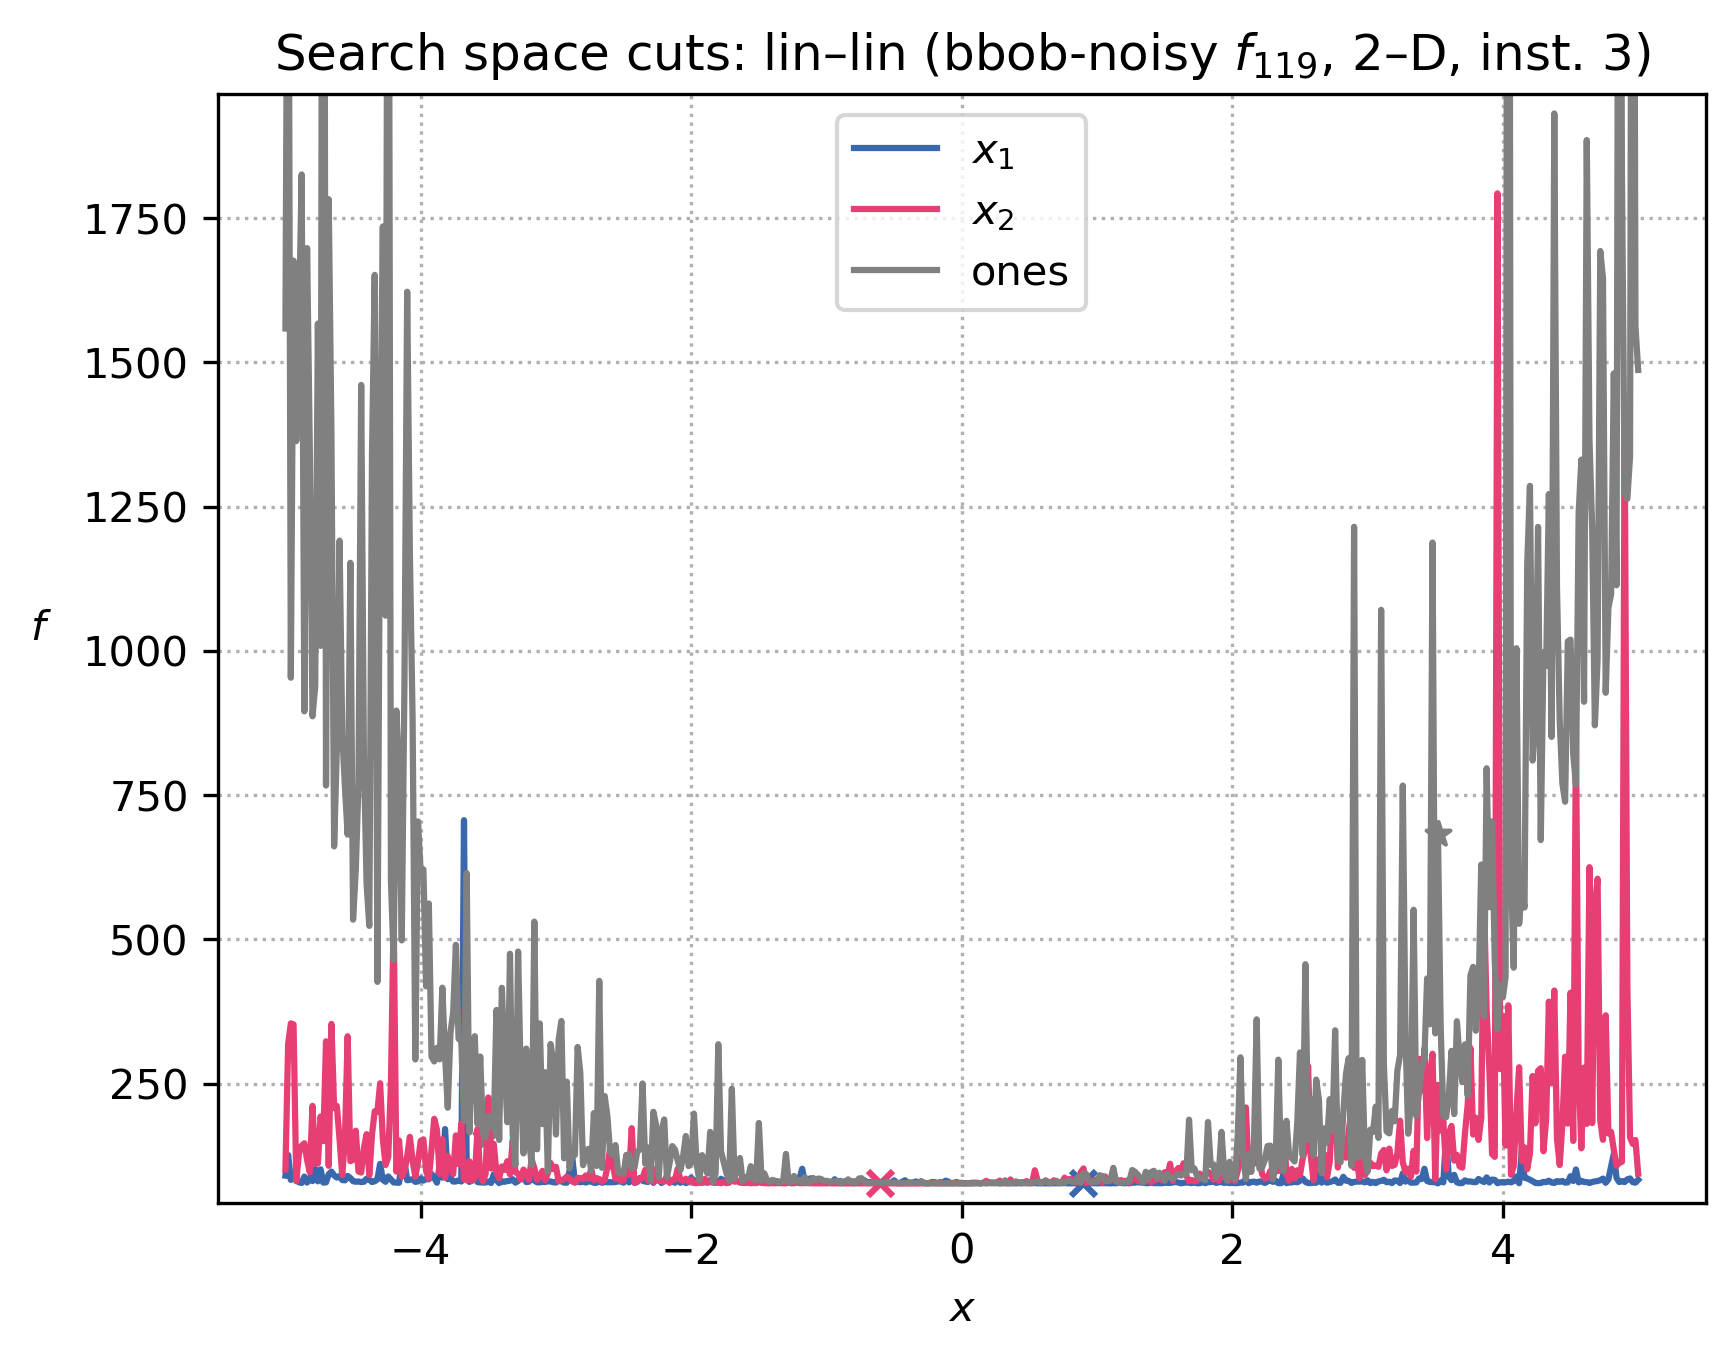 Search space cuts: lin–lin (bbob-noisy f₁₁₉, 2–D, inst. 3)
x₁
x₂
ones
1750
1500
1250
1000
750
500
250
f
−4 −2 0 2 4
x